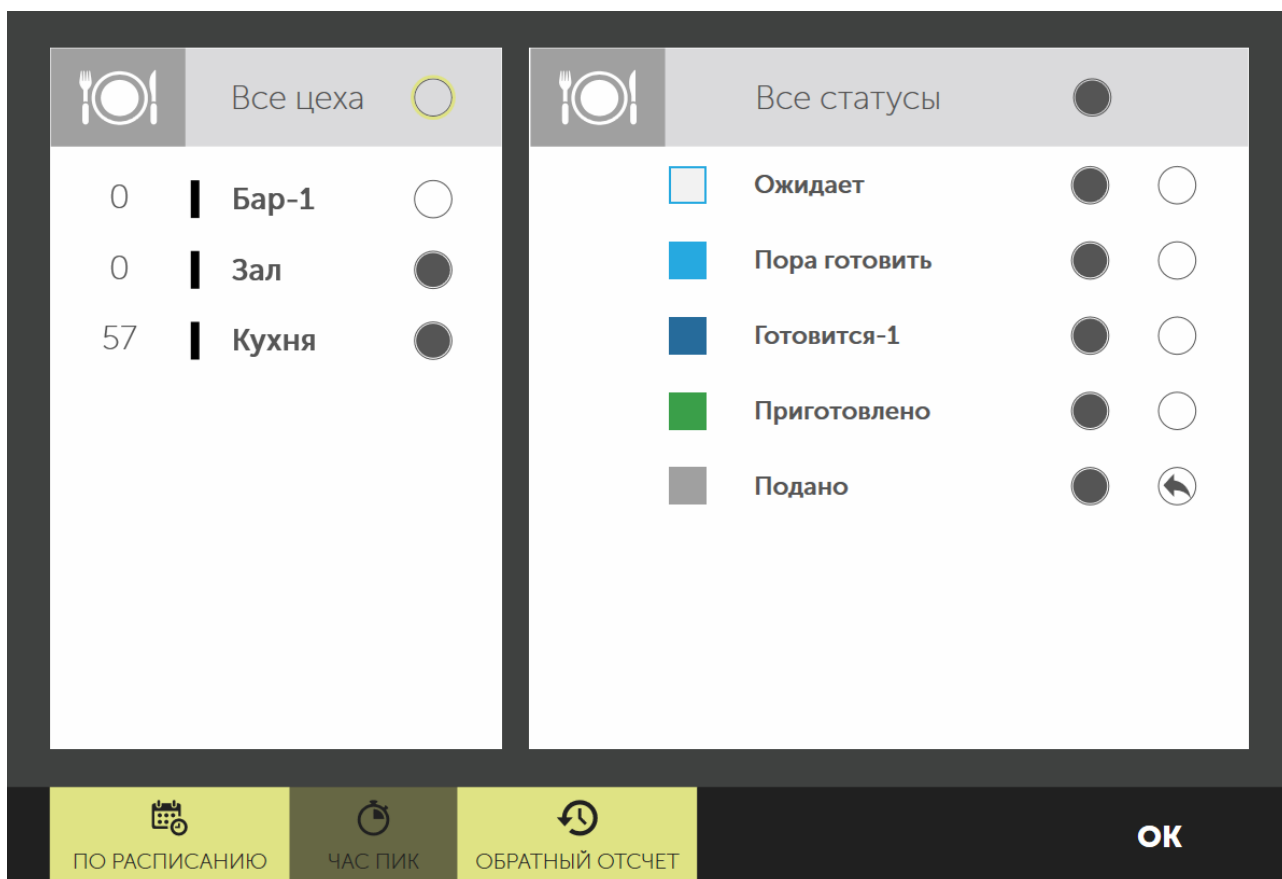 Все цеха
0 Бар-1
0 Зал
57 Кухня
Все статусы
Ожидает
Пора готовить
Готовится-1
Приготовлено
Подано
ПО РАСПИСАНИЮ
ЧАС ПИК
ОБРАТНЫЙ ОТСЧЕТ
ОК